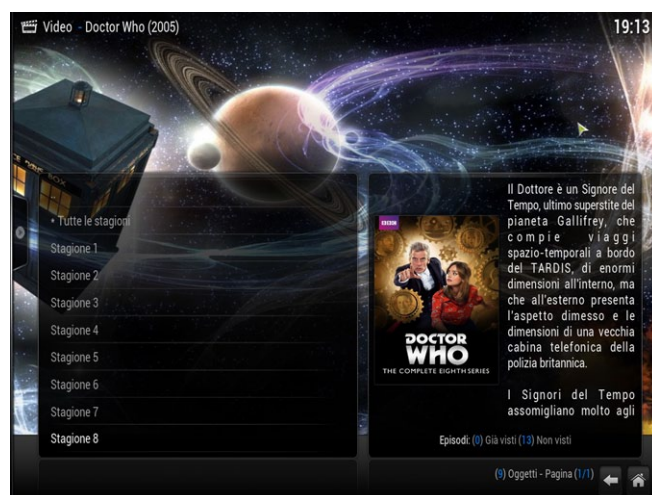 Video - Doctor Who (2005)
19:13
• Tutte le stagioni
Stagione 1
Stagione 2
Stagione 3
Stagione 4
Stagione 5
Stagione 6
Stagione 7
Stagione 8
BBC
DOCTOR
WHO
THE COMPLETE EIGHTH SERIES
Il Dottore è un Signore del
Tempo, ultimo superstite del
pianeta Gallifrey, che
compie viaggi
spazio-temporali a bordo
del TARDIS, di enormi
dimensioni all'interno, ma
che all'esterno presenta
l'aspetto dimesso e le
dimensioni di una vecchia
cabina telefonica della
polizia britannica.
I Signori del Tempo
assomigliano molto agli
Episodi: (0) Già visti (13) Non visti
(9) Oggetti - Pagina (1/1)